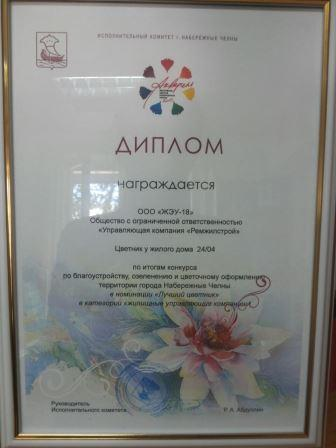 ИСПОЛНИТЕЛЬНЫЙ КОМИТЕТ Г. НАБЕРЕЖНЫЕ ЧЕЛНЫ
Акварели
ДИПЛОМ
награждается
ООО «ЖЭУ-18»
Общество с ограниченной ответственностью
«Управляющая компания «Ремжилстрой»
Цветник у жилого дома 24/04
по итогам конкурса
по благоустройству, озеленению и цветочному оформлению
территории города Набережные Челны
в номинации «Лучший цветник»
в категории «жилищные управляющие компании»
Руководитель
Исполнительного комитета
Р.А. Абдуллин